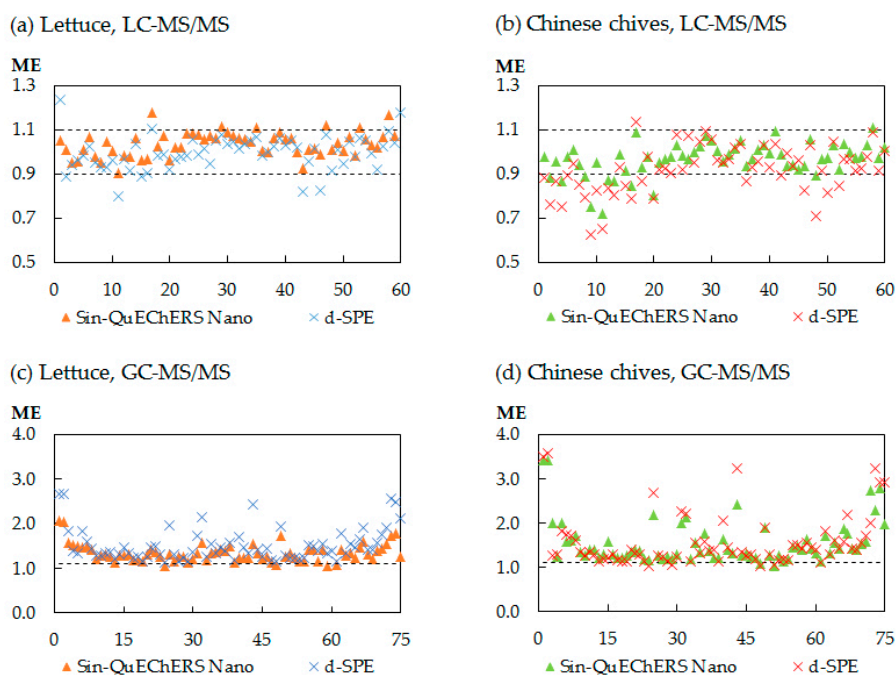 (a) Lettuce, LC-MS/MS
ME
1.3
1.1
0.9
0.7
0.5
0 10 20 30 40 50 60
Sin-QuEChERS Nano d-SPE
(b) Chinese chives, LC-MS/MS
ME
1.3
1.1
0.9
0.7
0.5
0 10 20 30 40 50 60
Sin-QuEChERS Nano d-SPE
(c) Lettuce, GC-MS/MS
ME
4.0
3.0
2.0
1.0
0.0
0 15 30 45 60 75
Sin-QuEChERS Nano d-SPE
(d) Chinese chives, GC-MS/MS
ME
4.0
3.0
2.0
1.0
0.0
0 15 30 45 60 75
Sin-QuEChERS Nano d-SPE